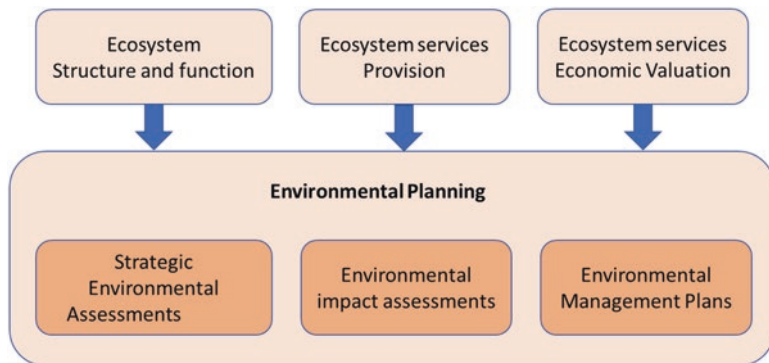 Ecosystem
Structure and function
Ecosystem services
Provision
Ecosystem services
Economic Valuation
Environmental Planning
Strategic
Environmental
Assessments
Environmental
impact assessments
Environmental
Management Plans